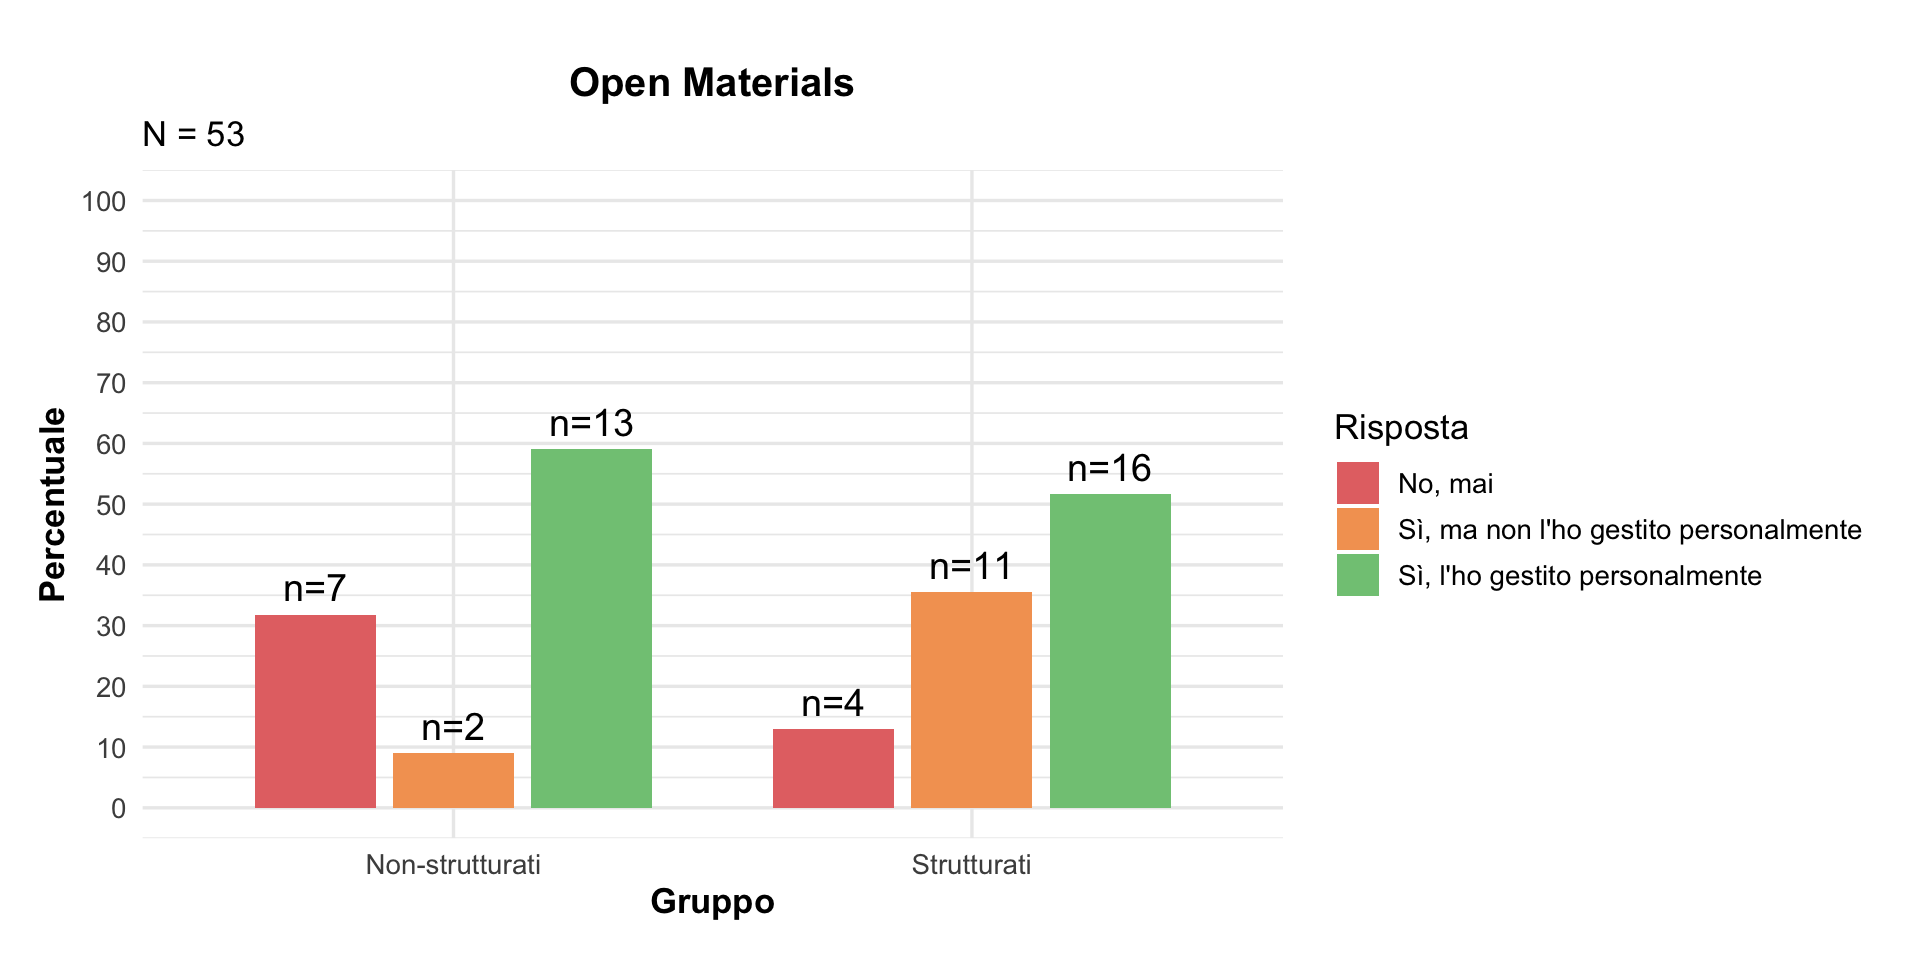 Open Materials
N = 53
Percentuale
100
90
80
70
60
50
40
30
20
10
0
n=7
n=2
n=13
n=4
n=11
n=16
Non-strutturati
Strutturati
Gruppo
Risposta
No, mai
Sì, ma non l'ho gestito personalmente
Sì, l'ho gestito personalmente